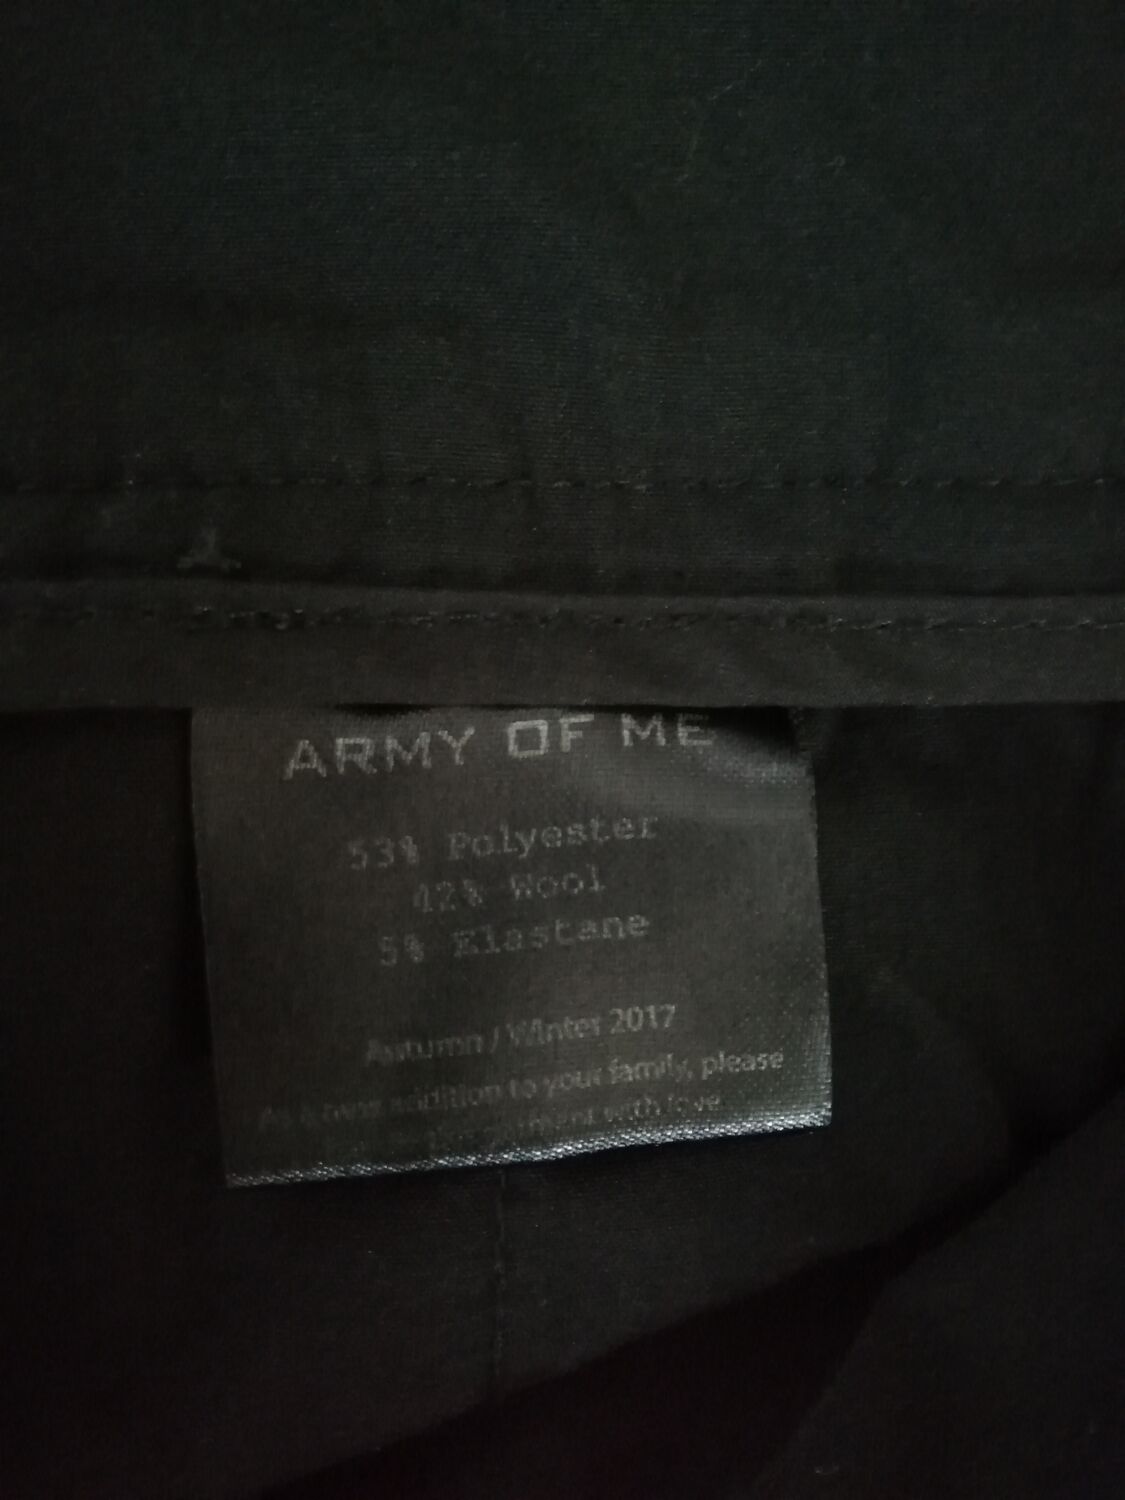 ARMY OF ME
53% Polyester
42% Wool
5% Elastane
Autumn / Winter 2017
As a new addition to your family, please
with love